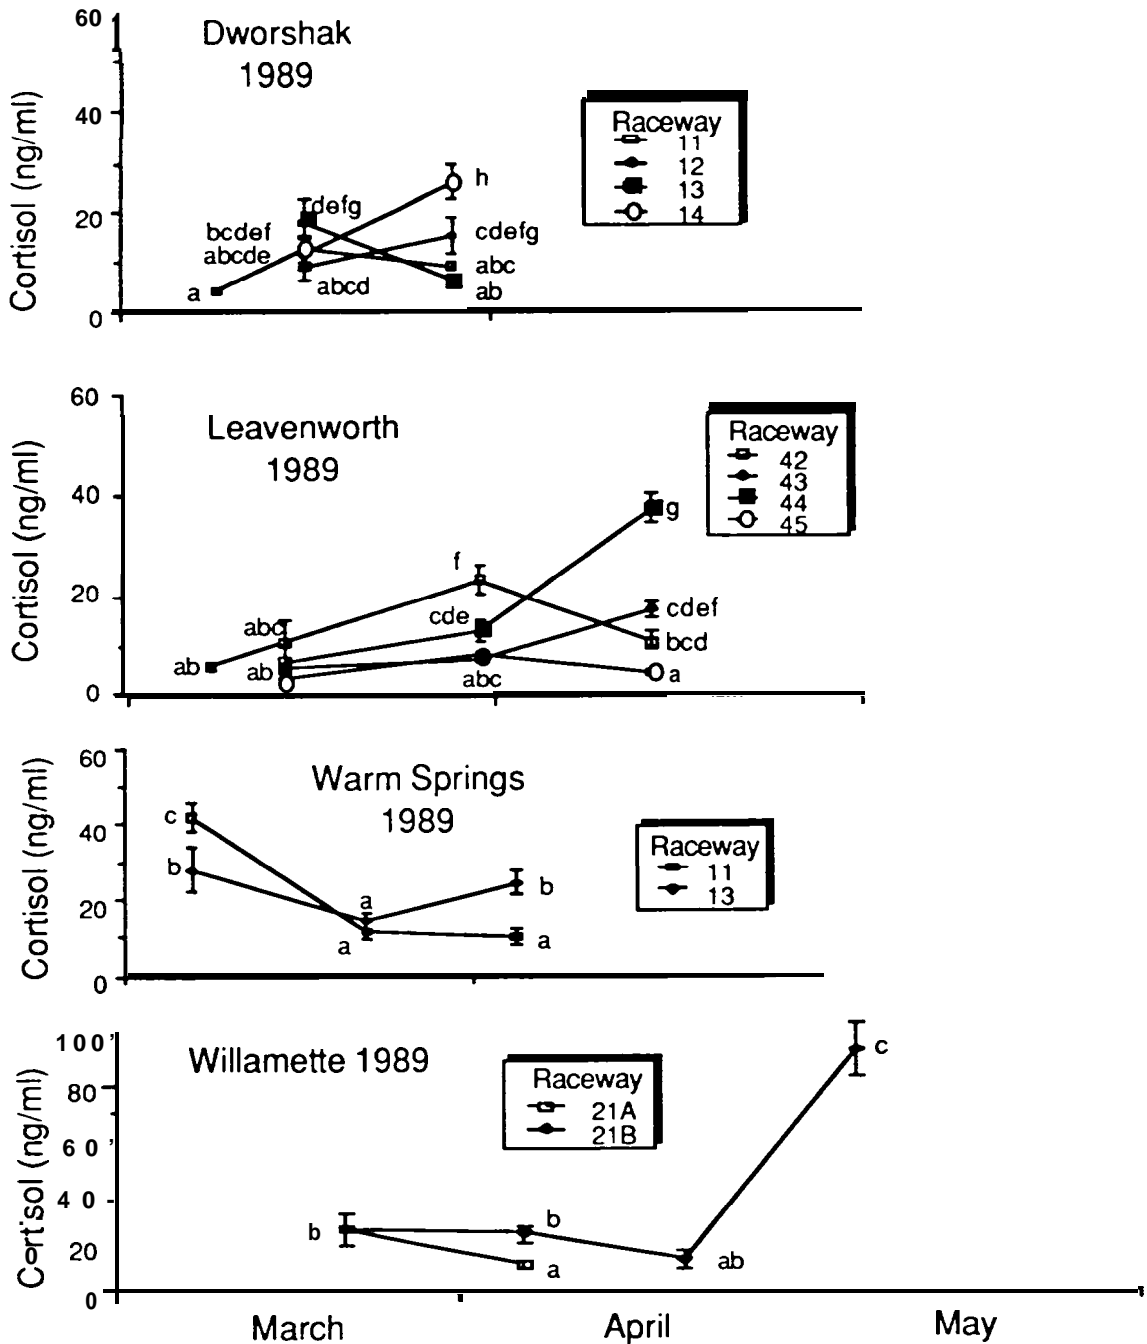 60
Dworshak
1989
Cortisol (ng/ml)
40
20
0
Raceway
11
12
13
14
h
defg
bcdef
abcde
cdefg
abc
abcd
ab
a
60
Leavenworth
1989
Cortisol (ng/ml)
40
20
0
Raceway
42
43
44
45
g
f
abc
cde
cdef
bcd
ab
ab
abc
a
60
Warm Springs
1989
Cortisol (ng/ml)
40
20
0
Raceway
11
13
c
b
a
b
a
a
100
Willamette 1989
Cortisol (ng/ml)
80
60
40
20
0
Raceway
21A
21B
c
b
b
ab
a
March
April
May